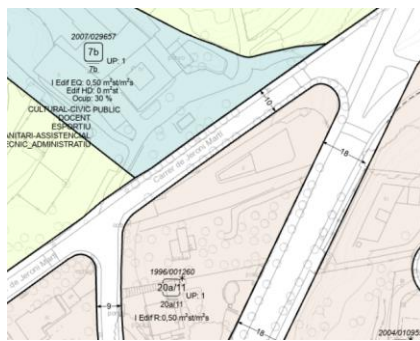 2007/029657
7b
UP: 1
7b
I Edif EQ: 0,50 m²st/m²s
Edif HD: 0 m²st
Ocup: 30 %
CULTURAL-CIVIC PUBLIC
DOCENT
ESPORTIU
ANITARI-ASSISTENCIAL
TECNIC_ADMINISTRATIU
10
18
Carrer de Jeroni Martí
de Jeroni Martí
1996/001260
20a/11
UP: 1
20a/11
I Edif R:0,50 m²st/m²s
9
18
2004/010955